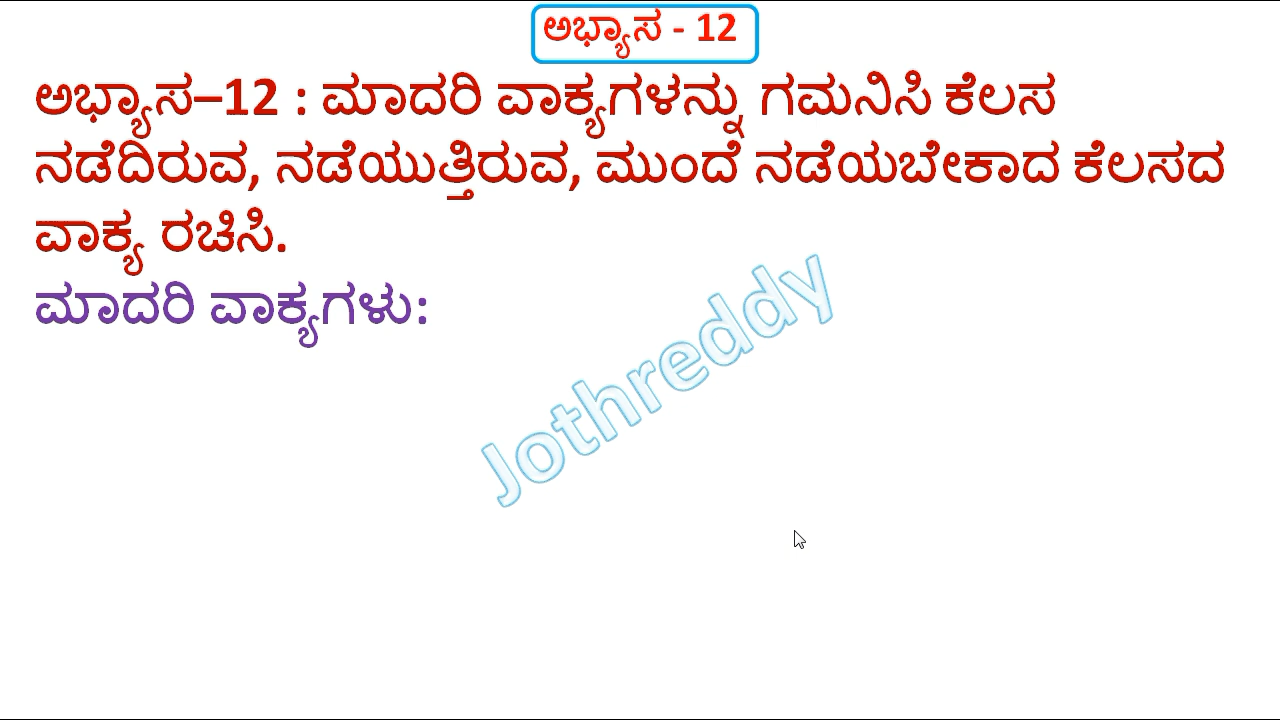 ಅಭ್ಯಾಸ - 12
ಅಭ್ಯಾಸ–12 : ಮಾದರಿ ವಾಕ್ಯಗಳನ್ನು ಗಮನಿಸಿ ಕೆಲಸ
ನಡೆದಿರುವ, ನಡೆಯುತ್ತಿರುವ, ಮುಂದೆ ನಡೆಯಬೇಕಾದ ಕೆಲಸದ
ವಾಕ್ಯ ರಚಿಸಿ.
ಮಾದರಿ ವಾಕ್ಯಗಳು:
Jothreddy